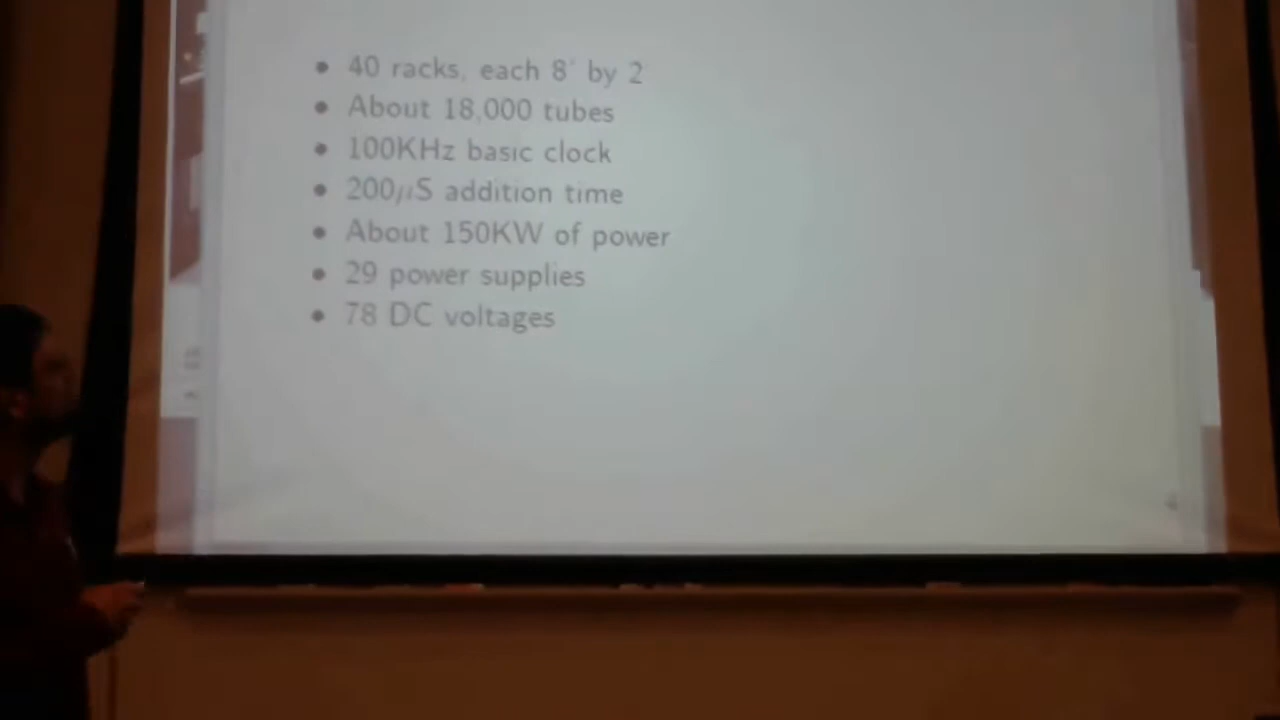 • 40 racks, each 8' by 2
• About 18,000 tubes
• 100KHz basic clock
• 200μS addition time
• About 150KW of power
• 29 power supplies
• 78 DC voltages